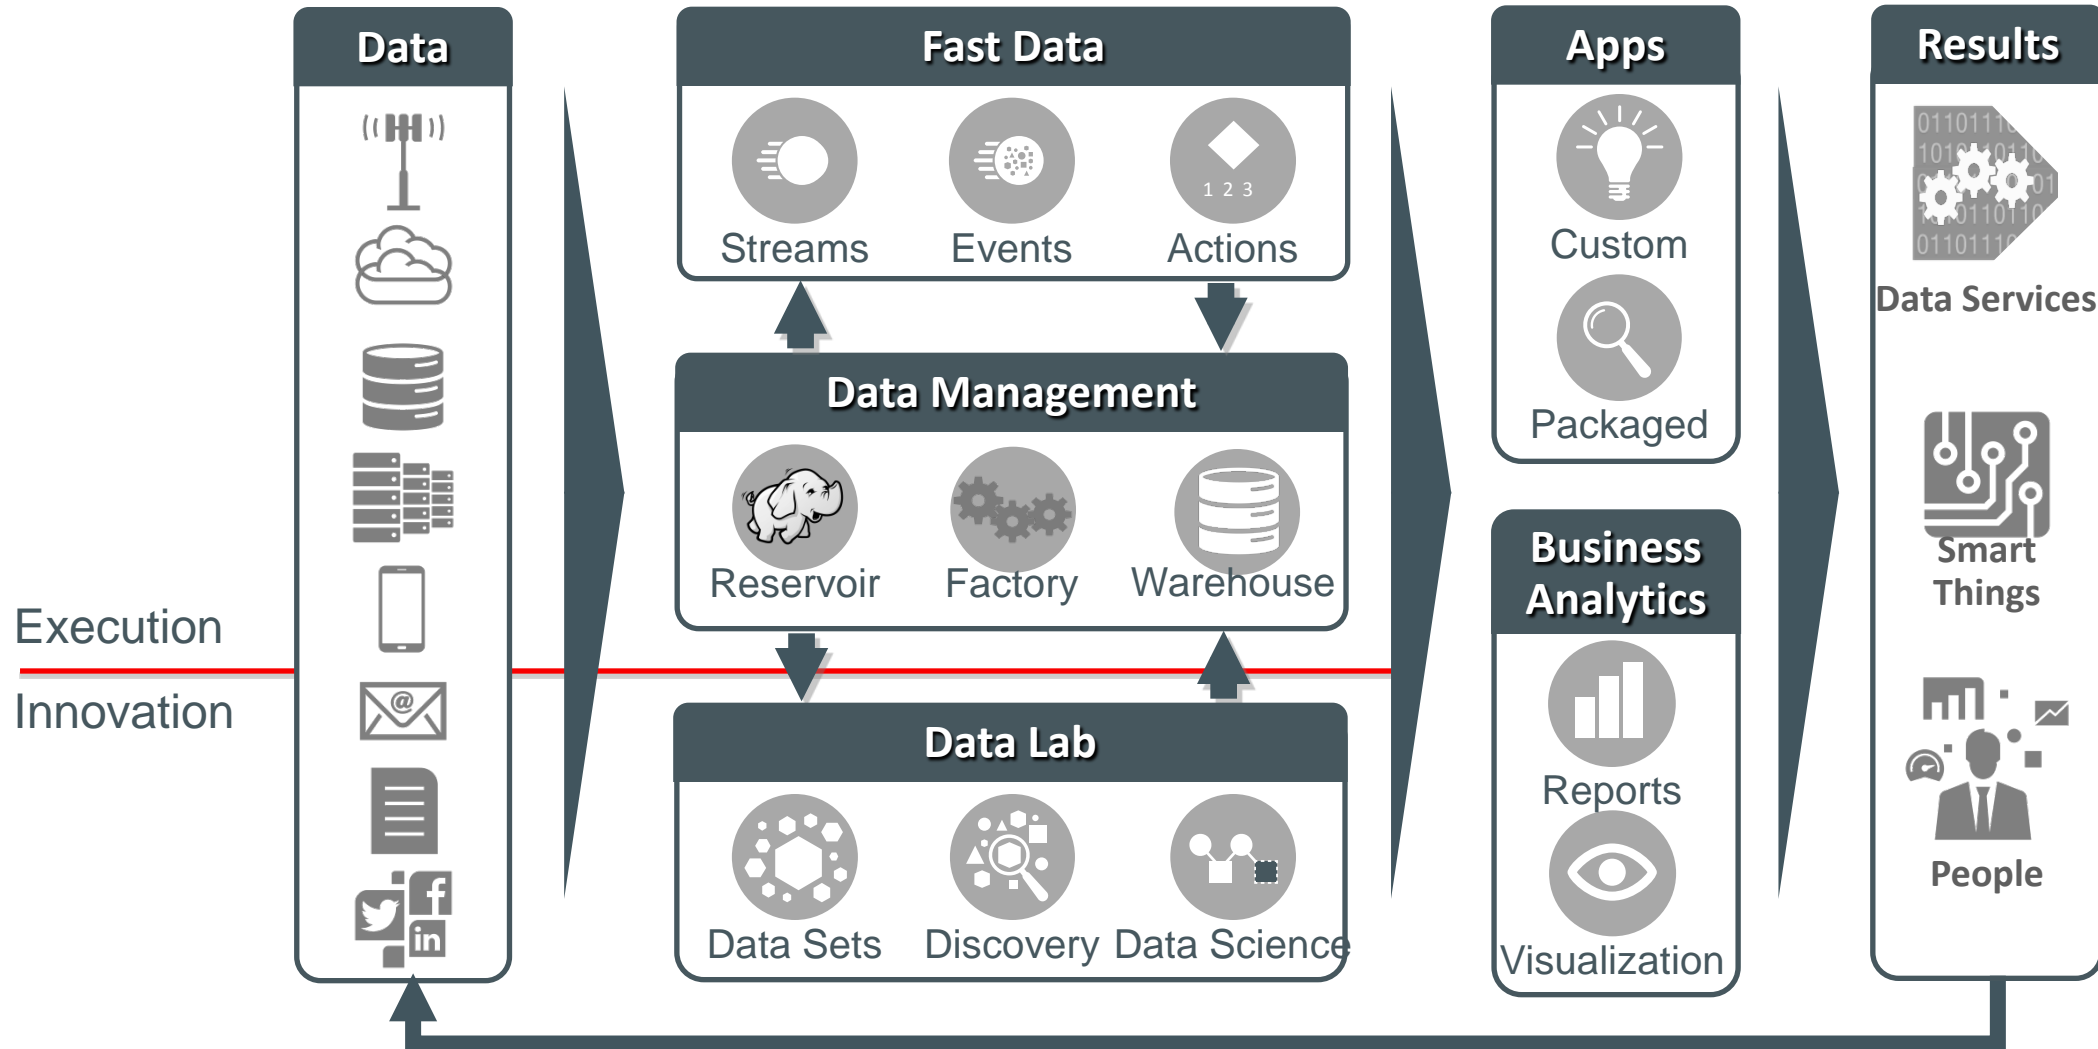 Data
Fast Data
Streams
Events
1 2 3
Actions
Data Management
Reservoir
Factory
Warehouse
Execution
Innovation
@
f
in
Data Lab
Data Sets
Discovery
Data Science
Apps
Custom
Packaged
Business
Analytics
Reports
Visualization
Results
Data Services
Smart
Things
People